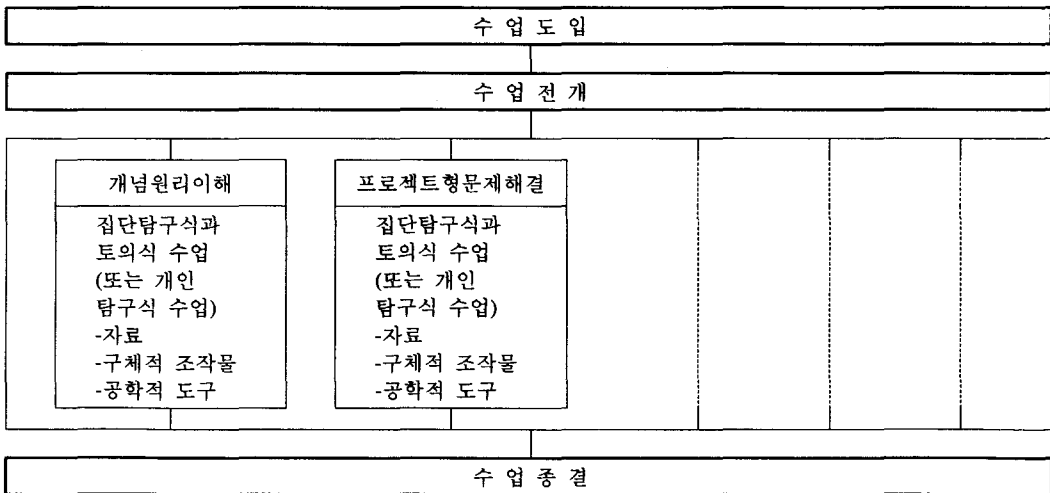 수 업 도 입
수 업 전 개
개념원리이해
집단탐구식과
토의식 수업
(또는 개인
탐구식 수업)
-자료
-구체적 조작물
-공학적 도구
프로젝트형문제해결
집단탐구식과
토의식 수업
(또는 개인
탐구식 수업)
-자료
-구체적 조작물
-공학적 도구
수 업 종 결